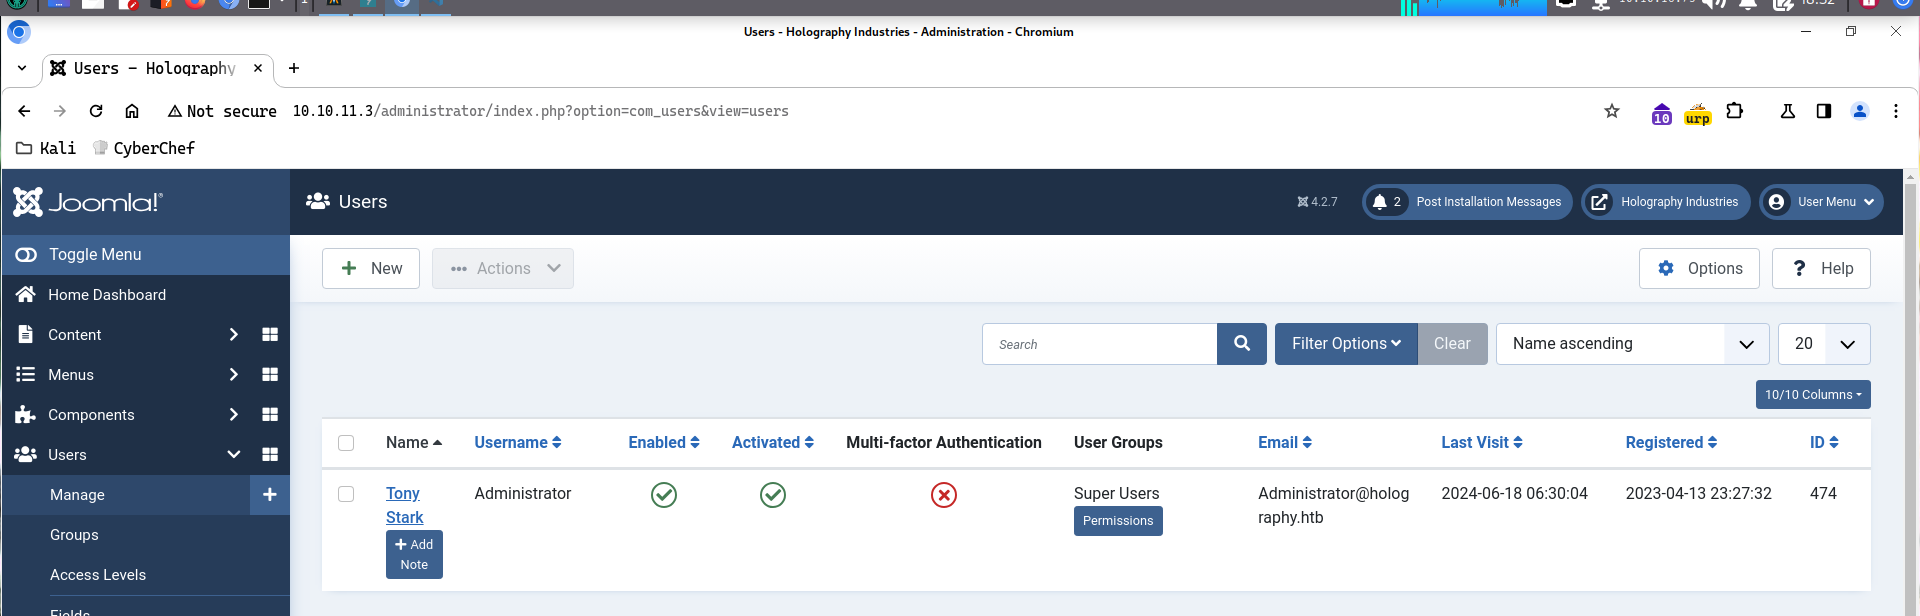 Users - Holography Industries - Administration - Chromium
Users – Holography
Not secure 10.10.11.3/administrator/index.php?option=com_users&view=users
10
urp
Kali CyberChef
Joomla!®
Users
4.2.7
2 Post Installation Messages
Holography Industries
User Menu
Toggle Menu
New
Actions
Options
Help
Home Dashboard
Content
Menus
Components
Users
Manage
Groups
Access Levels
Fields
Search
Filter Options
Clear
Name ascending
20
10/10 Columns
Name Username Enabled Activated Multi-factor Authentication User Groups Email Last Visit Registered ID
Tony
Stark
+ Add
Note
Administrator
Super Users
Permissions
Administrator@holog
raphy.htb
2024-06-18 06:30:04
2023-04-13 23:27:32
474